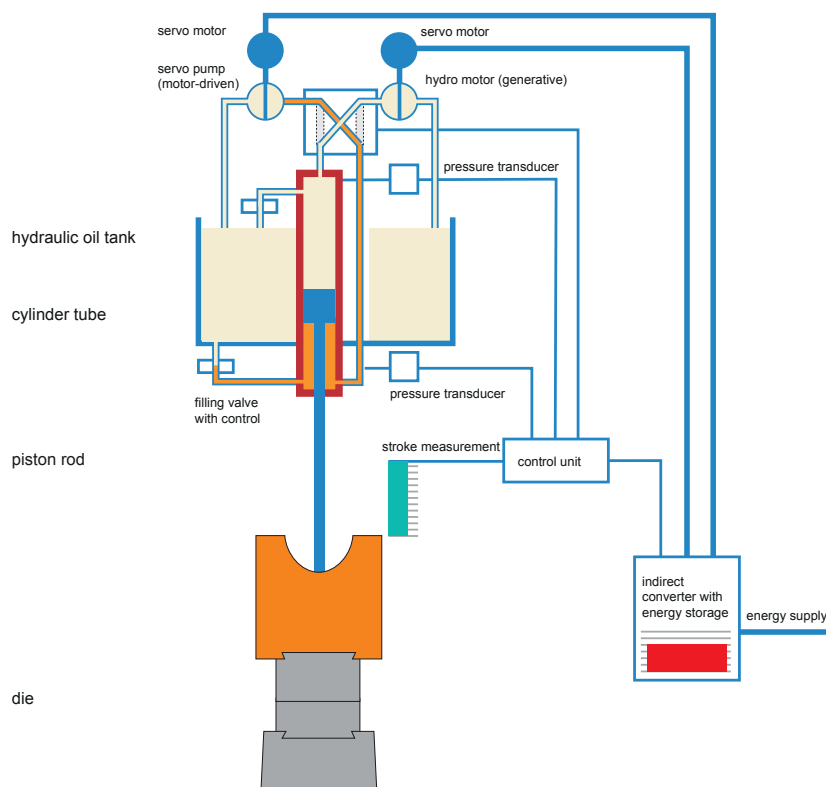 servo motor
servo motor
servo pump
(motor-driven)
hydro motor (generative)
pressure transducer
hydraulic oil tank
cylinder tube
filling valve
with control
pressure transducer
stroke measurement
piston rod
control unit
indirect
converter with
energy storage
energy supply
die